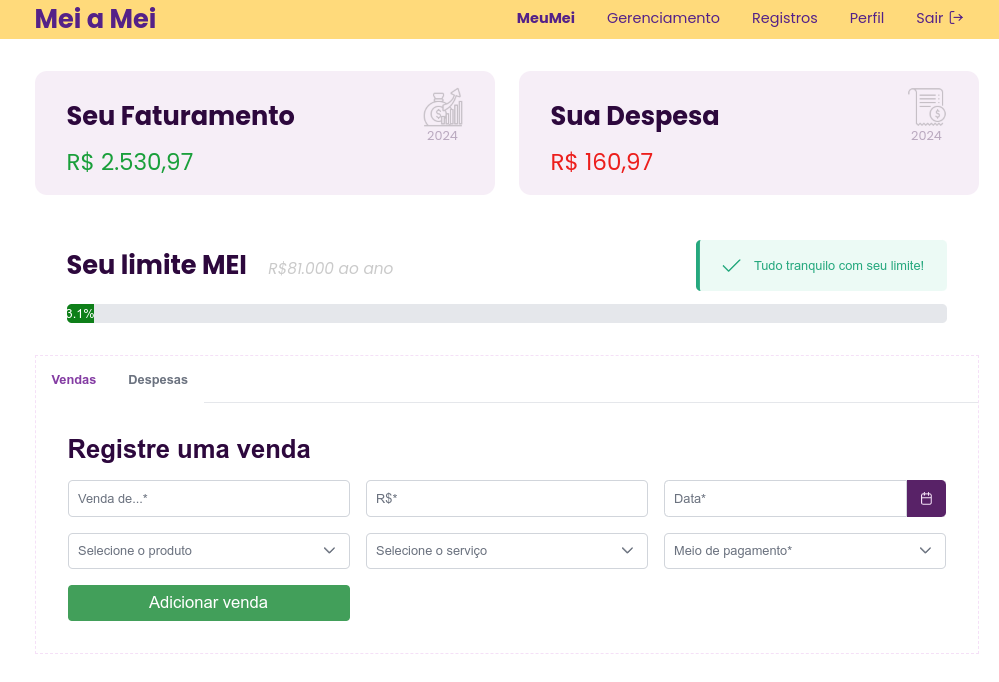 Mei a Mei
MeuMei Gerenciamento Registros Perfil Sair
Seu Faturamento
2024
R$ 2.530,97
Sua Despesa
2024
R$ 160,97
Seu limite MEI R$81.000 ao ano
Tudo tranquilo com seu limite!
3.1%
Vendas Despesas
Registre uma venda
Venda de...* R$* Data*
Selecione o produto Selecione o serviço Meio de pagamento*
Adicionar venda